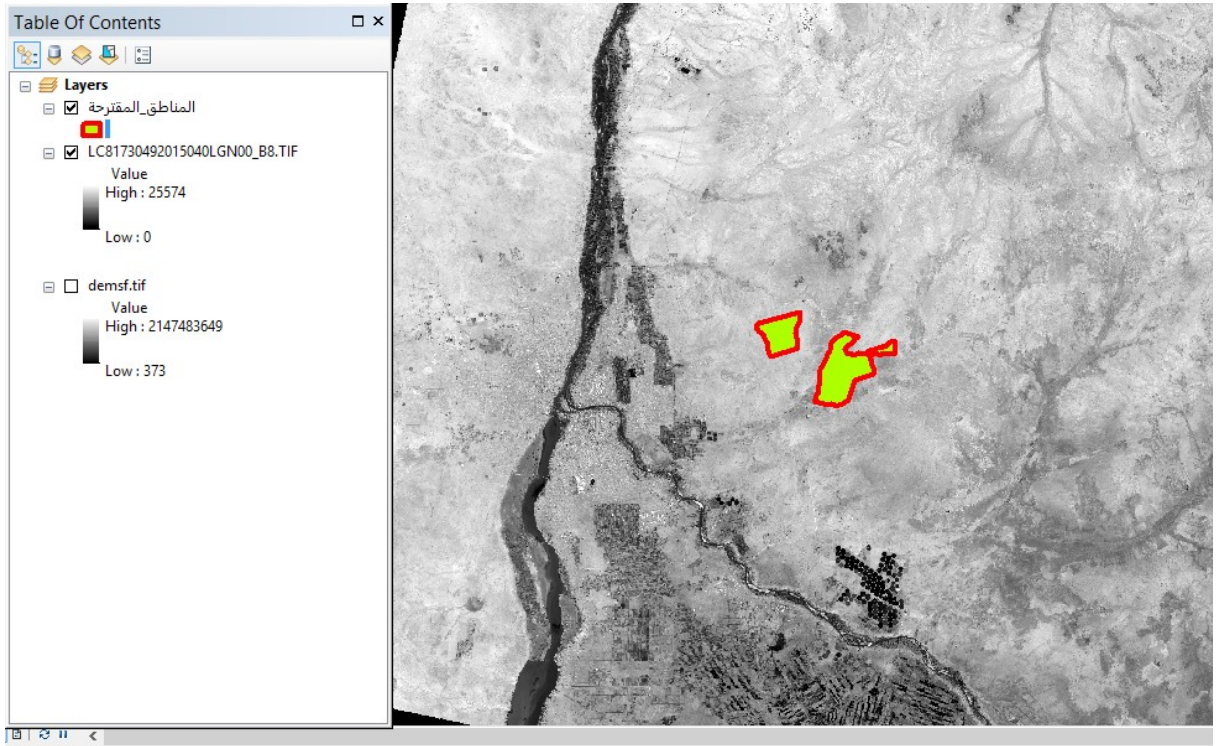 Table Of Contents
Layers
المناطق_المقترحة
LC81730492015040LGN00_B8.TIF
Value
High : 25574
Low : 0
demsf.tif
Value
High : 2147483649
Low : 373